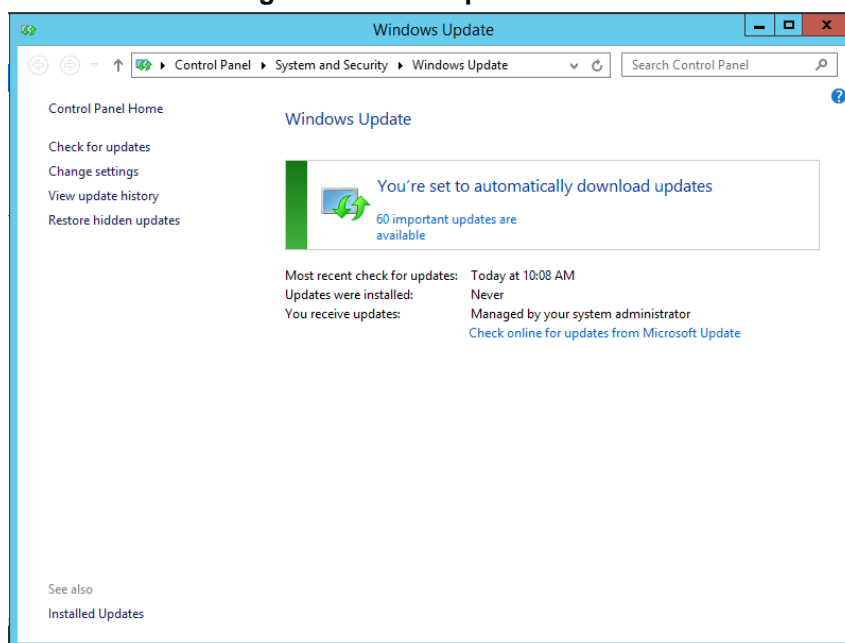 Windows Update
Control Panel ▸ System and Security ▸ Windows Update
Search Control Panel
Control Panel Home
Check for updates
Change settings
View update history
Restore hidden updates
Windows Update
You're set to automatically download updates
60 important updates are
available
Most recent check for updates: Today at 10:08 AM
Updates were installed: Never
You receive updates: Managed by your system administrator
Check online for updates from Microsoft Update
See also
Installed Updates